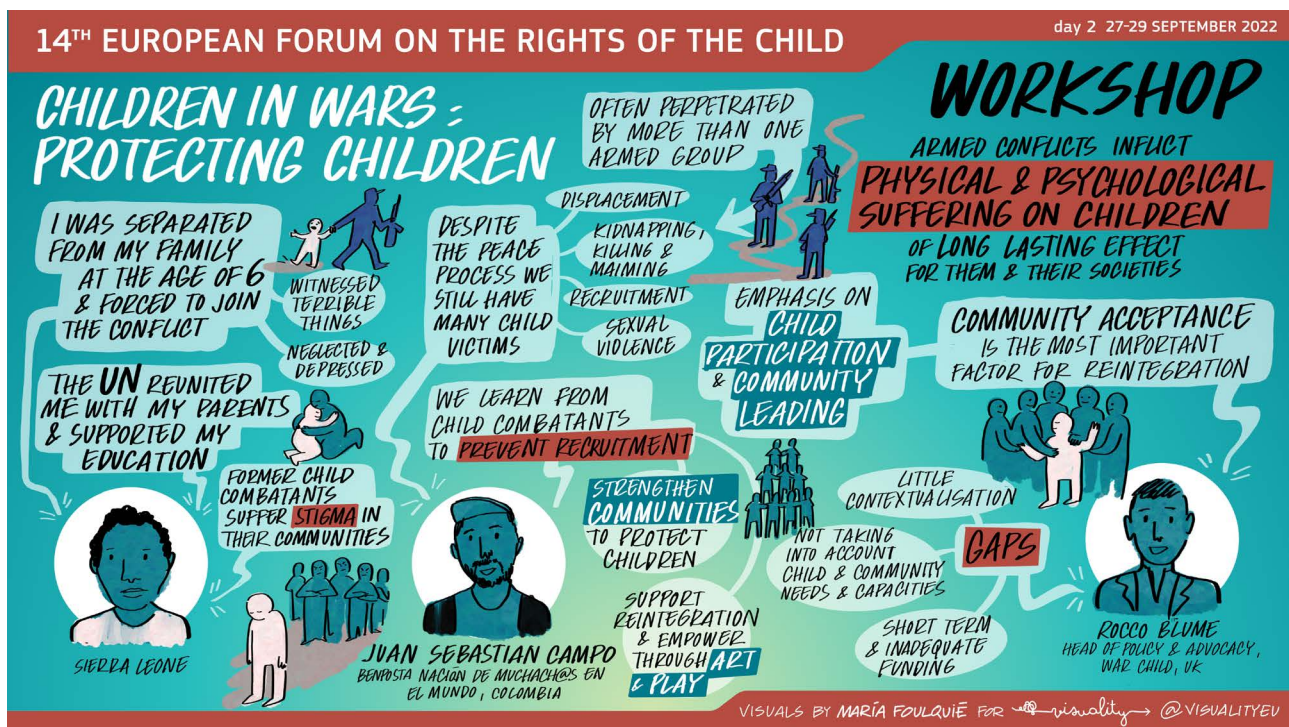 14TH EUROPEAN FORUM ON THE RIGHTS OF THE CHILD
day 2 27-29 SEPTEMBER 2022
CHILDREN IN WARS:
PROTECTING CHILDREN
WORKSHOP
ARMED CONFLICTS INFLICT
PHYSICAL & PSYCHOLOGICAL
SUFFERING ON CHILDREN
OF LONG LASTING EFFECT
FOR THEM & THEIR SOCIETIES
I WAS SEPARATED
FROM MY FAMILY
AT THE AGE OF 6
& FORCED TO JOIN
THE CONFLICT
WITNESSED
TERRIBLE
THINGS
NEGLECTED &
DEPRESSED
THE UN REUNITED
ME WITH MY PARENTS
& SUPPORTED MY
EDUCATION
FORMER CHILD
COMBATANTS
SUFFER STIGMA IN
THEIR COMMUNITIES
SIERRA LEONE
DESPITE
THE PEACE
PROCESS WE
STILL HAVE
MANY CHILD
VICTIMS
DISPLACEMENT
KIDNAPPING,
KILLING &
MAIMING
RECRUITMENT
SEXUAL
VIOLENCE
OFTEN PERPETRATED
BY MORE THAN ONE
ARMED GROUP
WE LEARN FROM
CHILD COMBATANTS
TO PREVENT RECRUITMENT
STRENGTHEN
COMMUNITIES
TO PROTECT
CHILDREN
SUPPORT
REINTEGRATION
& EMPOWER
THROUGH ART
& PLAY
JUAN SEBASTIAN CAMPO
BENPOSTA NACIÓN DE MUCHACH@S EN
EL MUNDO, COLOMBIA
EMPHASIS ON
CHILD
PARTICIPATION
& COMMUNITY
LEADING
COMMUNITY ACCEPTANCE
IS THE MOST IMPORTANT
FACTOR FOR REINTEGRATION
GAPS
LITTLE
CONTEXTUALISATION
NOT TAKING
INTO ACCOUNT
CHILD & COMMUNITY
NEEDS & CAPACITIES
SHORT TERM
& INADEQUATE
FUNDING
ROCCO BLUME
HEAD OF POLICY & ADVOCACY,
WAR CHILD, UK
VISUALS BY MARÍA FOULQUIÉ FOR visuality @VISUALITYEU